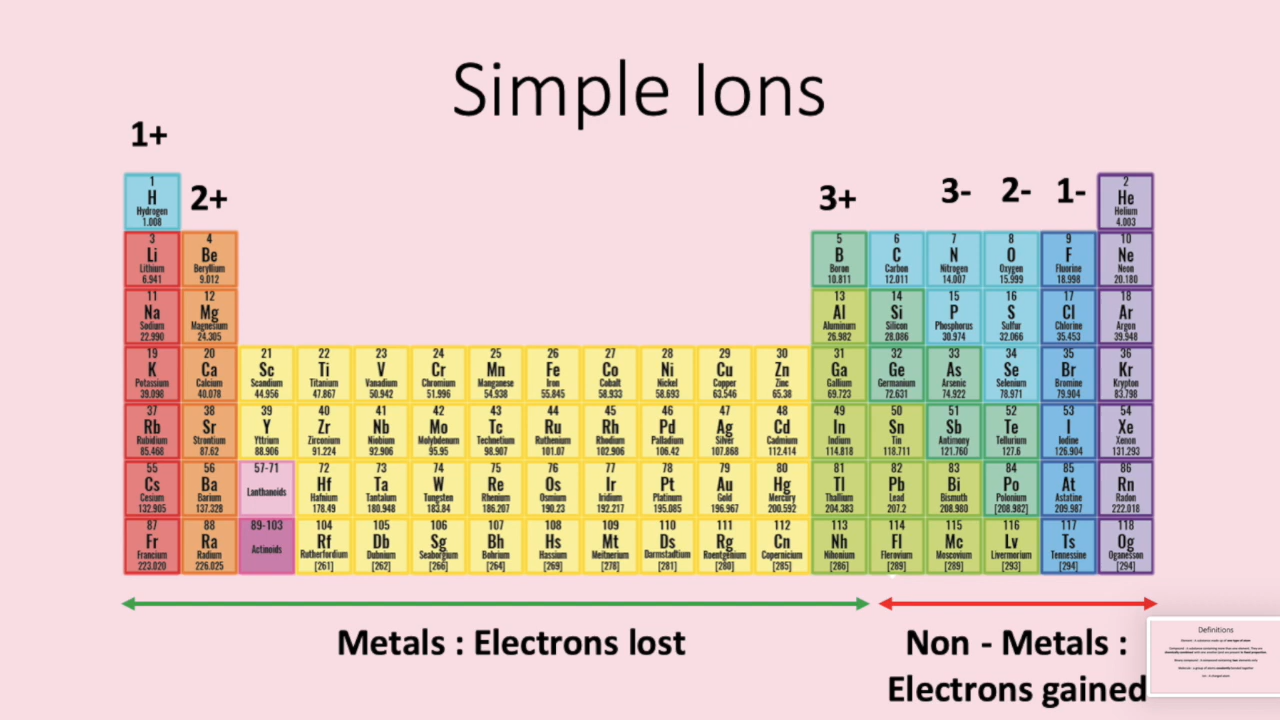 Simple Ions
1+
2+
3+
3-
2-
1-
1
H
Hydrogen
1.008
2
He
Helium
4.003
3
Li
Lithium
6.941
4
Be
Beryllium
9.012
5
B
Boron
10.811
6
C
Carbon
12.011
7
N
Nitrogen
14.007
8
O
Oxygen
15.999
9
F
Fluorine
18.998
10
Ne
Neon
20.180
11
Na
Sodium
22.990
12
Mg
Magnesium
24.305
13
Al
Aluminum
26.982
14
Si
Silicon
28.086
15
P
Phosphorus
30.974
16
S
Sulfur
32.066
17
Cl
Chlorine
35.453
18
Ar
Argon
39.948
19
K
Potassium
39.098
20
Ca
Calcium
40.078
21
Sc
Scandium
44.956
22
Ti
Titanium
47.867
23
V
Vanadium
50.942
24
Cr
Chromium
51.996
25
Mn
Manganese
54.938
26
Fe
Iron
55.845
27
Co
Cobalt
58.933
28
Ni
Nickel
58.693
29
Cu
Copper
63.546
30
Zn
Zinc
65.38
31
Ga
Gallium
69.723
32
Ge
Germanium
72.631
33
As
Arsenic
74.922
34
Se
Selenium
78.971
35
Br
Bromine
79.904
36
Kr
Krypton
83.798
37
Rb
Rubidium
85.468
38
Sr
Strontium
87.62
39
Y
Yttrium
88.906
40
Zr
Zirconium
91.224
41
Nb
Niobium
92.906
42
Mo
Molybdenum
95.95
43
Tc
Technetium
98.907
44
Ru
Ruthenium
101.07
45
Rh
Rhodium
102.906
46
Pd
Palladium
106.42
47
Ag
Silver
107.868
48
Cd
Cadmium
112.414
49
In
Indium
114.818
50
Sn
Tin
118.711
51
Sb
Antimony
121.760
52
Te
Tellurium
127.6
53
I
Iodine
126.904
54
Xe
Xenon
131.293
55
Cs
Cesium
132.905
56
Ba
Barium
137.328
57-71
Lanthanoids
72
Hf
Hafnium
178.49
73
Ta
Tantalum
180.948
74
W
Tungsten
183.84
75
Re
Rhenium
186.207
76
Os
Osmium
190.23
77
Ir
Iridium
192.217
78
Pt
Platinum
195.085
79
Au
Gold
196.967
80
Hg
Mercury
200.592
81
Tl
Thallium
204.383
82
Pb
Lead
207.2
83
Bi
Bismuth
208.980
84
Po
Polonium
[208.982]
85
At
Astatine
209.987
86
Rn
Radon
222.018
87
Fr
Francium
223.020
88
Ra
Radium
226.025
89-103
Actinoids
104
Rf
Rutherfordium
[261]
105
Db
Dubnium
[262]
106
Sg
Seaborgium
[266]
107
Bh
Bohrium
[264]
108
Hs
Hassium
[269]
109
Mt
Meitnerium
[278]
110
Ds
Darmstadtium
[281]
111
Rg
Roentgenium
[280]
112
Cn
Copernicium
[285]
113
Nh
Nihonium
[286]
114
Fl
Flerovium
[289]
115
Mc
Moscovium
[289]
116
Lv
Livermorium
[293]
117
Ts
Tennessine
[294]
118
Og
Oganesson
[294]
Metals : Electrons lost
Non - Metals :
Electrons gained
Definitions